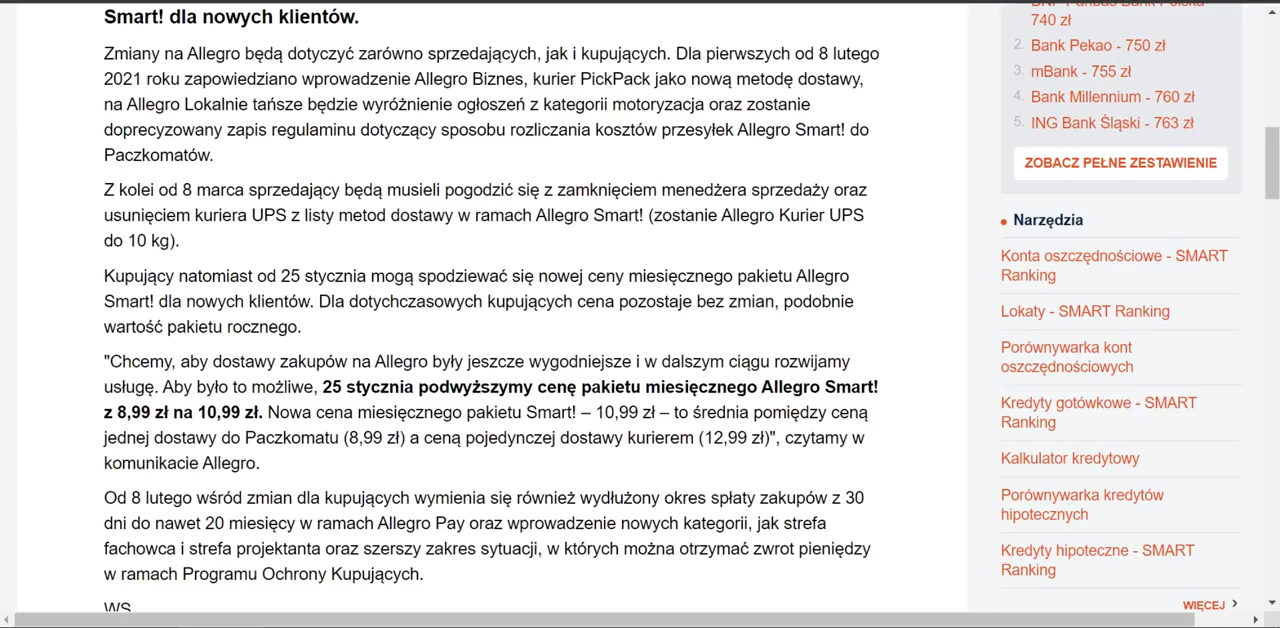 Smart! dla nowych klientów.
Zmiany na Allegro będą dotyczyć zarówno sprzedających, jak i kupujących. Dla pierwszych od 8 lutego
2021 roku zapowiedziano wprowadzenie Allegro Biznes, kurier PickPack jako nową metodę dostawy,
na Allegro Lokalnie tańsze będzie wyróżnienie ogłoszeń z kategorii motoryzacja oraz zostanie
doprecyzowany zapis regulaminu dotyczący sposobu rozliczania kosztów przesyłek Allegro Smart! do
Paczkomatów.
Z kolei od 8 marca sprzedający będą musieli pogodzić się z zamknięciem menedżera sprzedaży oraz
usunięciem kuriera UPS z listy metod dostawy w ramach Allegro Smart! (zostanie Allegro Kurier UPS
do 10 kg).
Kupujący natomiast od 25 stycznia mogą spodziewać się nowej ceny miesięcznego pakietu Allegro
Smart! dla nowych klientów. Dla dotychczasowych kupujących cena pozostaje bez zmian, podobnie
wartość pakietu rocznego.
"Chcemy, aby dostawy zakupów na Allegro były jeszcze wygodniejsze i w dalszym ciągu rozwijamy
usługę. Aby było to możliwe, 25 stycznia podwyższymy cenę pakietu miesięcznego Allegro Smart!
z 8,99 zł na 10,99 zł. Nowa cena miesięcznego pakietu Smart! – 10,99 zł – to średnia pomiędzy ceną
jednej dostawy do Paczkomatu (8,99 zł) a ceną pojedynczej dostawy kurierem (12,99 zł)", czytamy w
komunikacie Allegro.
Od 8 lutego wśród zmian dla kupujących wymienia się również wydłużony okres spłaty zakupów z 30
dni do nawet 20 miesięcy w ramach Allegro Pay oraz wprowadzenie nowych kategorii, jak strefa
fachowca i strefa projektanta oraz szerszy zakres sytuacji, w których można otrzymać zwrot pieniędzy
w ramach Programu Ochrony Kupujących.
WS
BNP Paribas Bank Polska
740 zł
2. Bank Pekao - 750 zł
3. mBank - 755 zł
4. Bank Millennium - 760 zł
5. ING Bank Śląski - 763 zł
ZOBACZ PEŁNE ZESTAWIENIE
Narzędzia
Konta oszczędnościowe - SMART
Ranking
Lokaty - SMART Ranking
Porównywarka kont
oszczędnościowych
Kredyty gotówkowe - SMART
Ranking
Kalkulator kredytowy
Porównywarka kredytów
hipotecznych
Kredyty hipoteczne - SMART
Ranking
WIĘCEJ